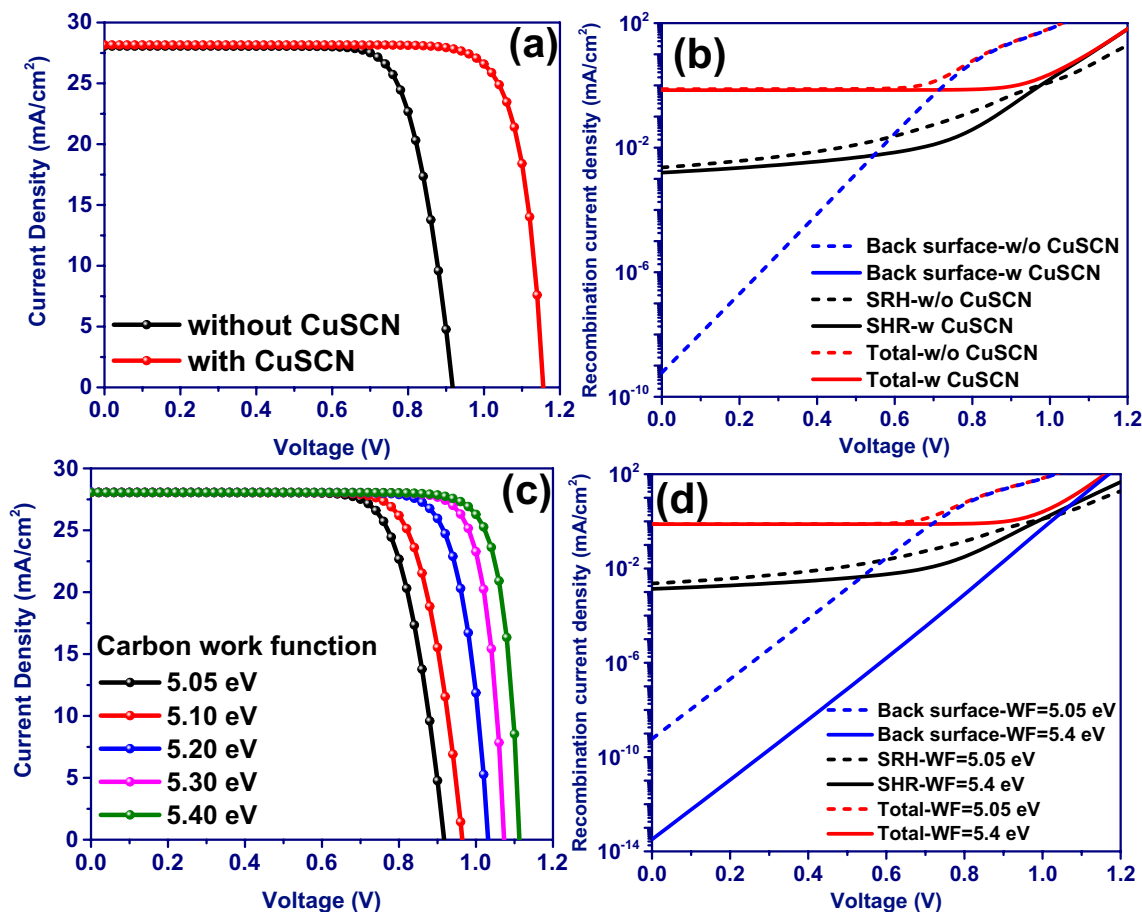 (a)
Current Density (mA/cm²)
30
25
20
15
10
5
0
without CuSCN
with CuSCN
0.0 0.2 0.4 0.6 0.8 1.0 1.2
Voltage (V)
(b)
Recombination current density (mA/cm²)
10²
10⁻²
10⁻⁶
10⁻¹⁰
Back surface-w/o CuSCN
Back surface-w CuSCN
SRH-w/o CuSCN
SHR-w CuSCN
Total-w/o CuSCN
Total-w CuSCN
0.0 0.2 0.4 0.6 0.8 1.0 1.2
Voltage (V)
(c)
Current Density (mA/cm²)
30
25
20
15
10
5
0
Carbon work function
5.05 eV
5.10 eV
5.20 eV
5.30 eV
5.40 eV
0.0 0.2 0.4 0.6 0.8 1.0 1.2
Voltage (V)
(d)
Recombination current density (mA/cm²)
10²
10⁻²
10⁻⁶
10⁻¹⁰
10⁻¹⁴
Back surface-WF=5.05 eV
Back surface-WF=5.4 eV
SRH-WF=5.05 eV
SHR-WF=5.4 eV
Total-WF=5.05 eV
Total-WF=5.4 eV
0.0 0.2 0.4 0.6 0.8 1.0 1.2
Voltage (V)